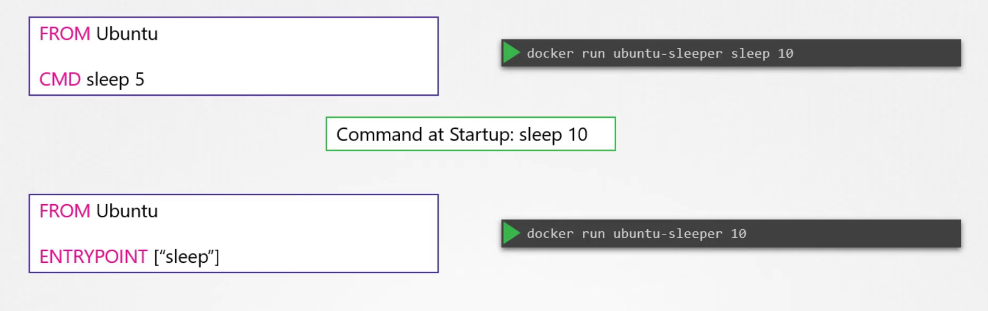 FROM Ubuntu
CMD sleep 5
docker run ubuntu-sleeper sleep 10
Command at Startup: sleep 10
FROM Ubuntu
ENTRYPOINT [“sleep”]
docker run ubuntu-sleeper 10